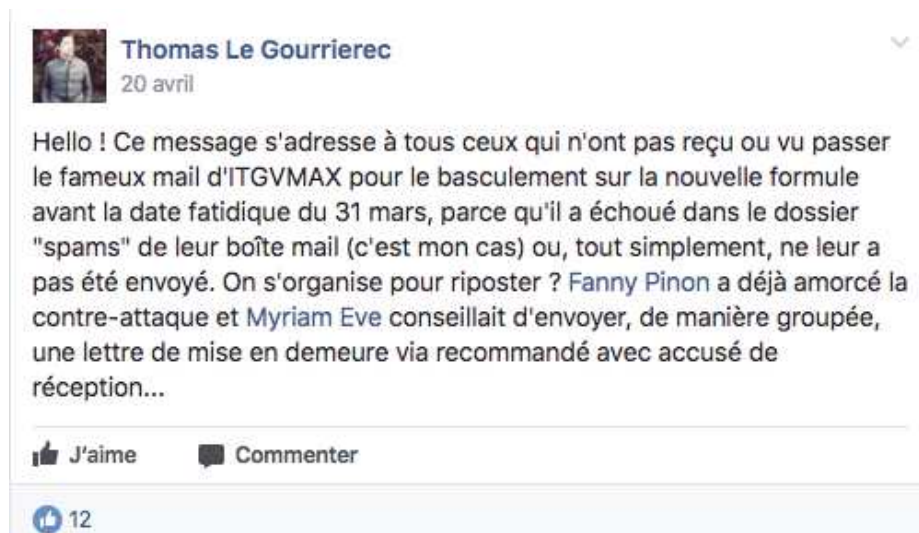 Thomas Le Gourrierec
20 avril
Hello ! Ce message s'adresse à tous ceux qui n'ont pas reçu ou vu passer
le fameux mail d'ITGVMAX pour le basculement sur la nouvelle formule
avant la date fatidique du 31 mars, parce qu'il a échoué dans le dossier
"spams" de leur boîte mail (c'est mon cas) ou, tout simplement, ne leur a
pas été envoyé. On s'organise pour riposter ? Fanny Pinon a déjà amorcé la
contre-attaque et Myriam Eve conseillait d'envoyer, de manière groupée,
une lettre de mise en demeure via recommandé avec accusé de
réception...
J'aime Commenter
12